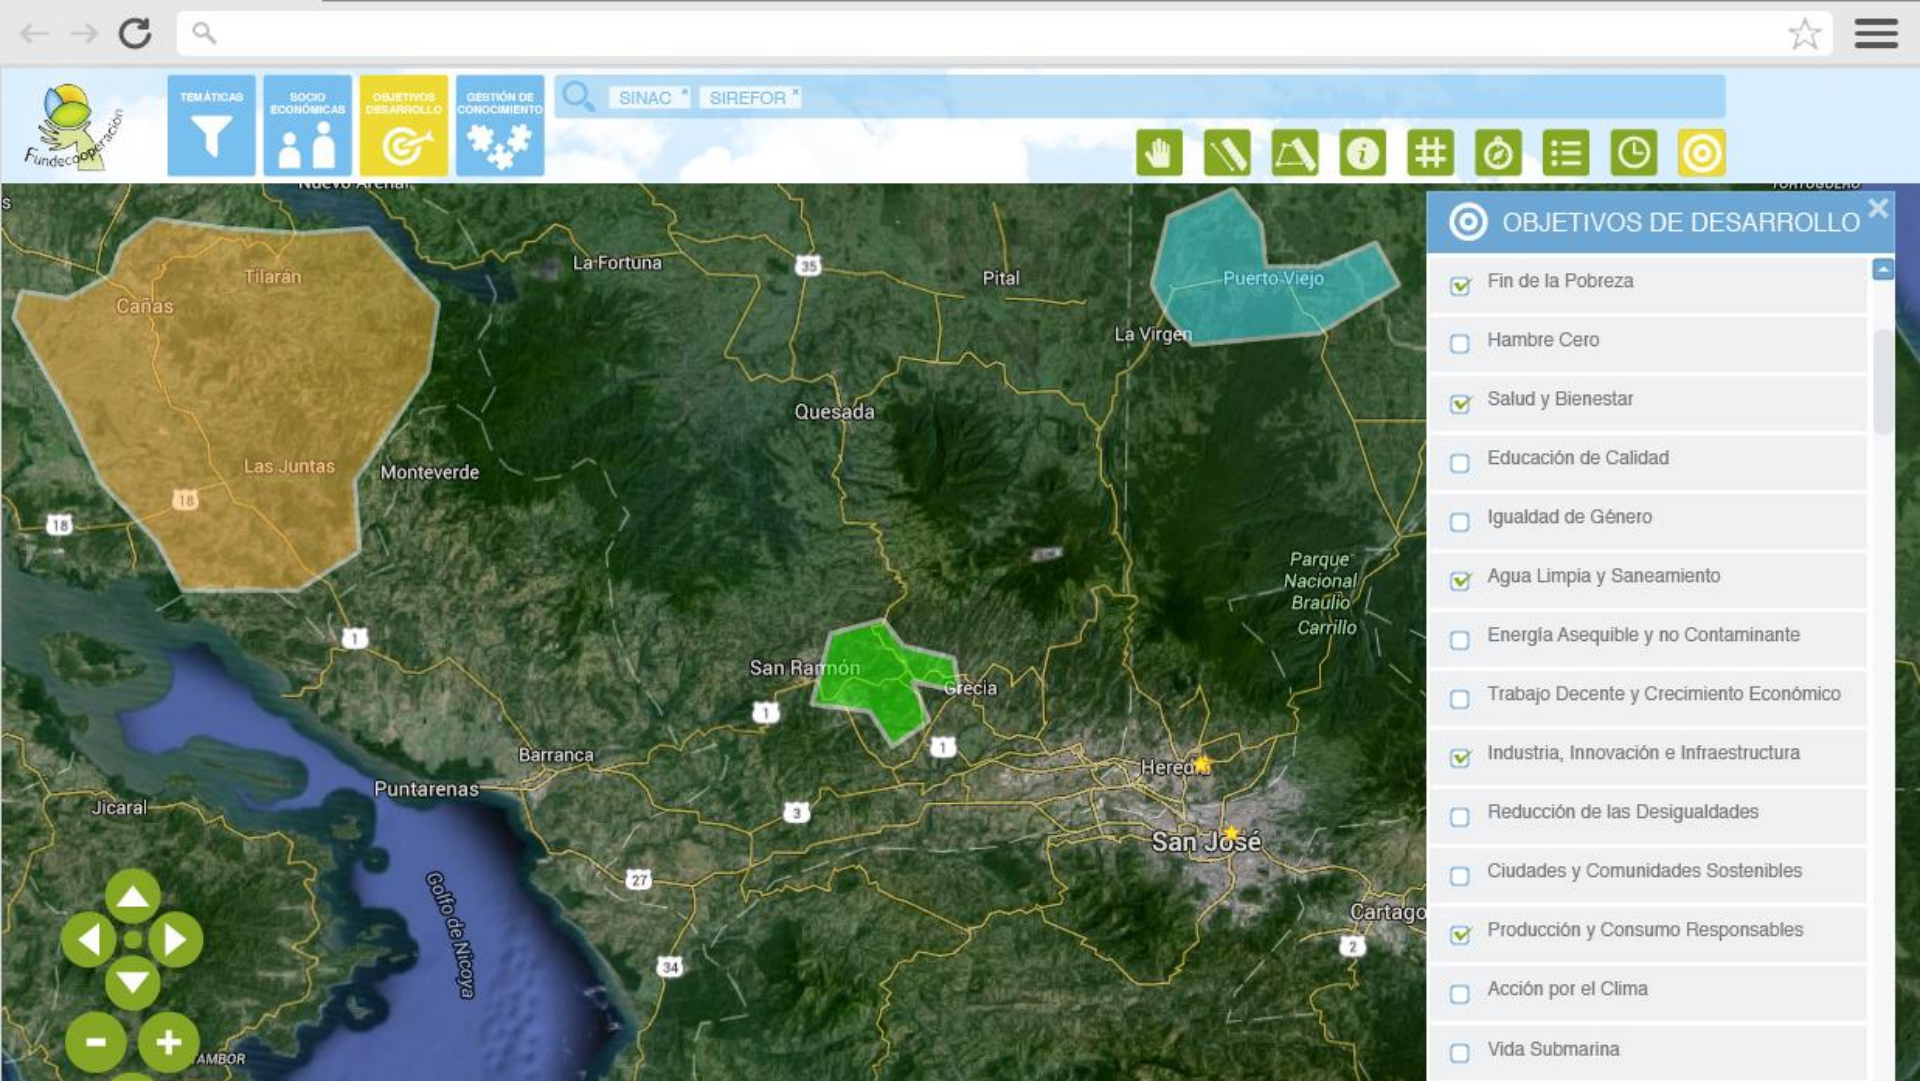 Fundecooperación
TEMÁTICAS
SOCIO
ECONÓMICAS
OBJETIVOS
DESARROLLO
GESTIÓN DE
CONOCIMIENTO
SINAC x
SIREFOR x
Nuevo Arenal
TORTUGUERO
s
OBJETIVOS DE DESARROLLO
Fin de la Pobreza
Hambre Cero
Salud y Bienestar
Educación de Calidad
Igualdad de Género
Agua Limpia y Saneamiento
Energía Asequible y no Contaminante
Trabajo Decente y Crecimiento Económico
Industria, Innovación e Infraestructura
Reducción de las Desigualdades
Ciudades y Comunidades Sostenibles
Producción y Consumo Responsables
Acción por el Clima
Vida Submarina
La Fortuna
35
Pital
Puerto Viejo
Tilarán
Cañas
La Virgen
Quesada
Las Juntas
Monteverde
18
18
Parque
Nacional
Braulio
Carrillo
1
San Ramón
Grecia
1
1
Barranca
Heredia
Puntarenas
Jicaral
3
San José
27
Golfo de Nicoya
Cartago
2
34
TAMBOR